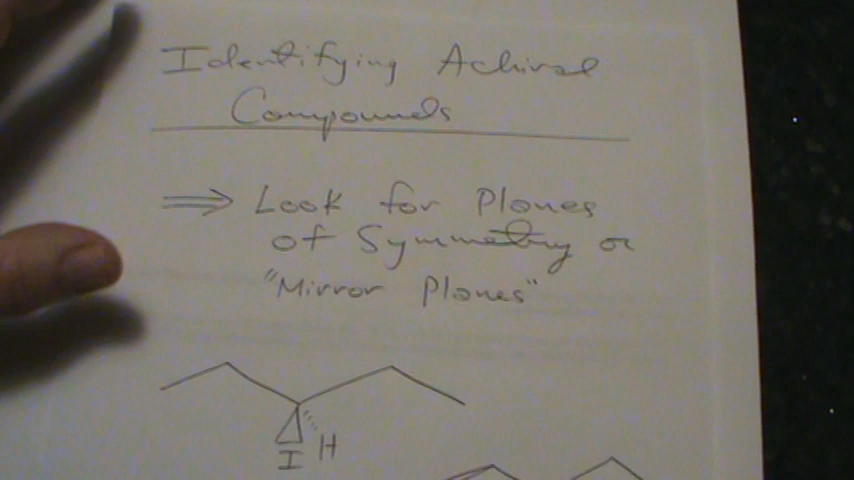 Identifying Achiral
Compounds
⇒ Look for Planes
of Symmetry or
"Mirror Planes"
H
I